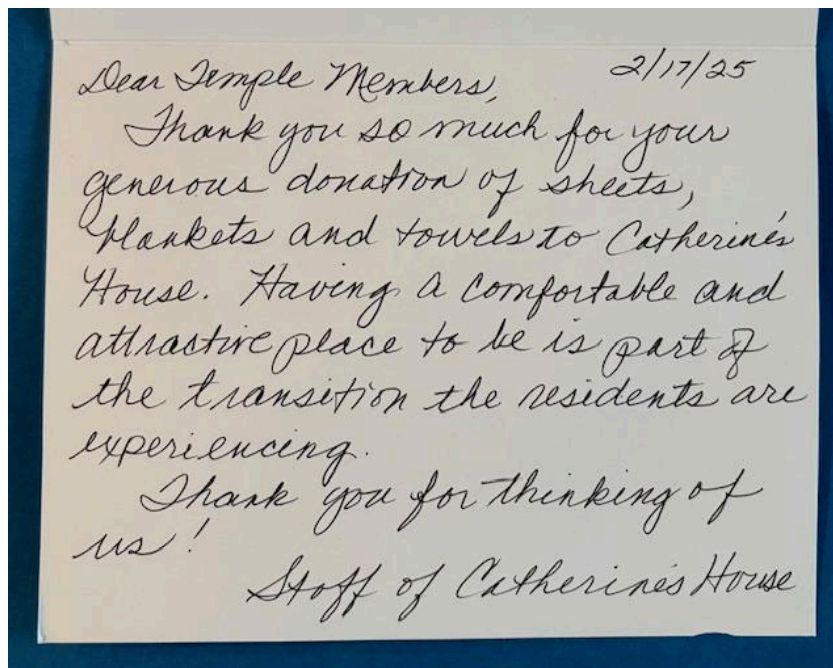 2/17/25
Dear Temple Members,
Thank you so much for your
generous donation of sheets,
blankets and towels to Catherine's
House. Having a comfortable and
attractive place to be is part of
the transition the residents are
experiencing.
Thank you for thinking of
us!
Staff of Catherine's House